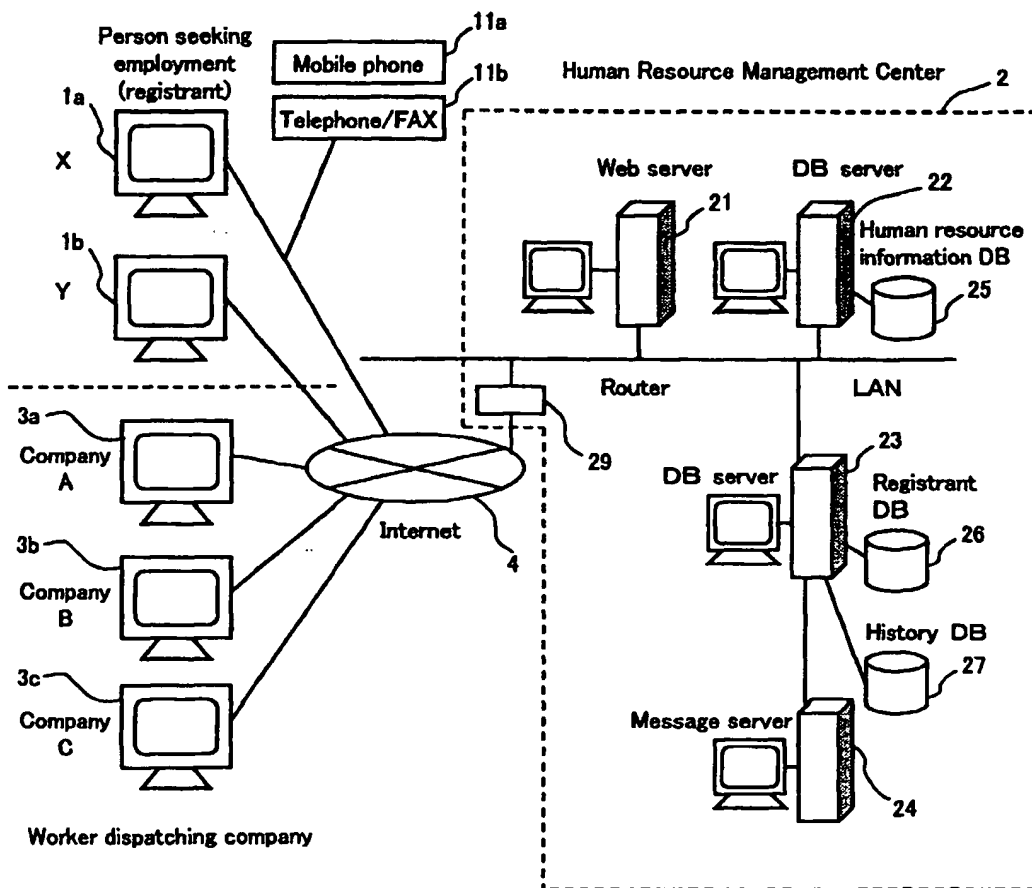 Person seeking
employment
(registrant)
1a
X
1b
Y
11a
Mobile phone
11b
Telephone/FAX
Human Resource Management Center
2
Web server
21
DB server
22
Human resource
information DB
25
Router
LAN
29
3a
Company
A
3b
Company
B
3c
Company
C
Internet
4
DB server
23
Registrant
DB
26
History DB
27
Message server
24
Worker dispatching company